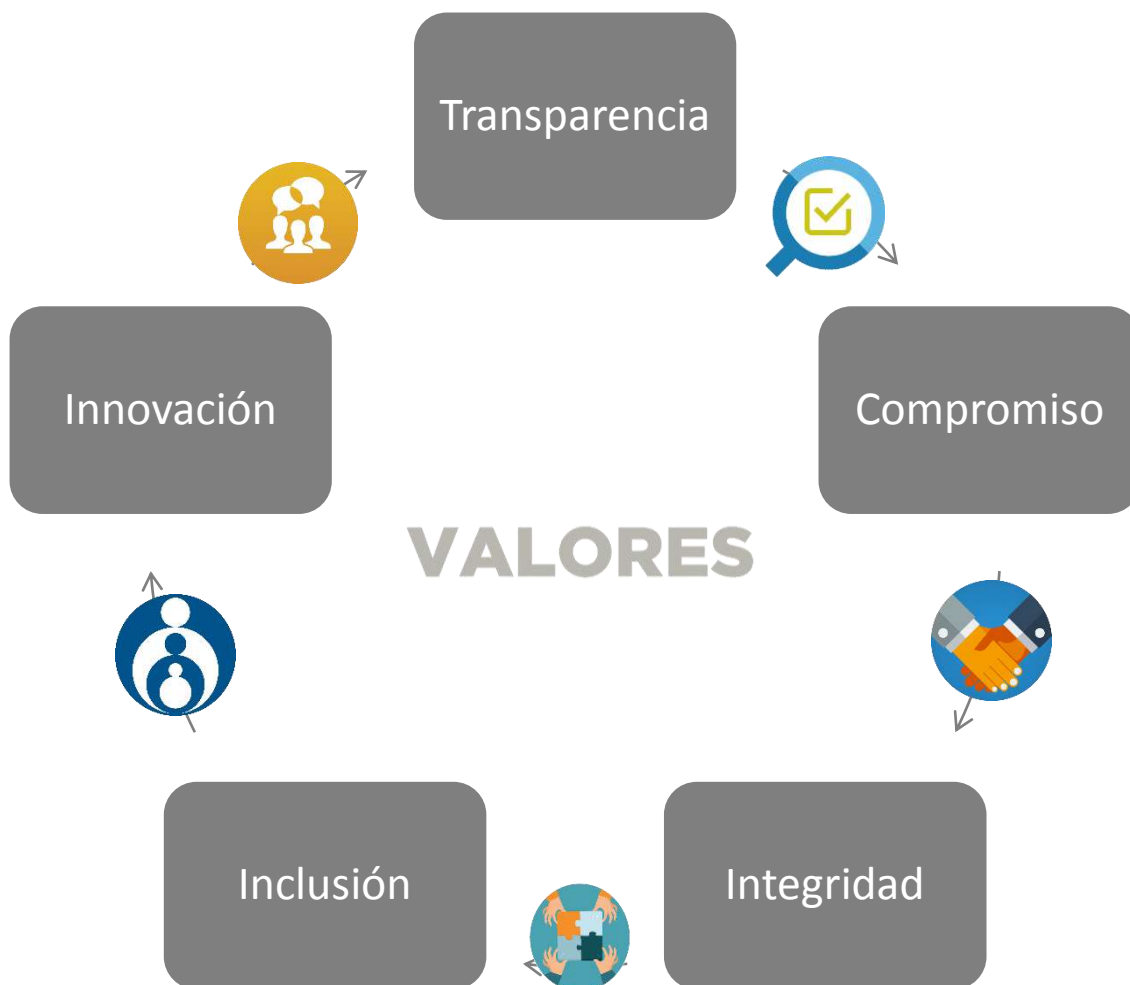 Transparencia
Innovación
Compromiso
VALORES
Inclusión
Integridad